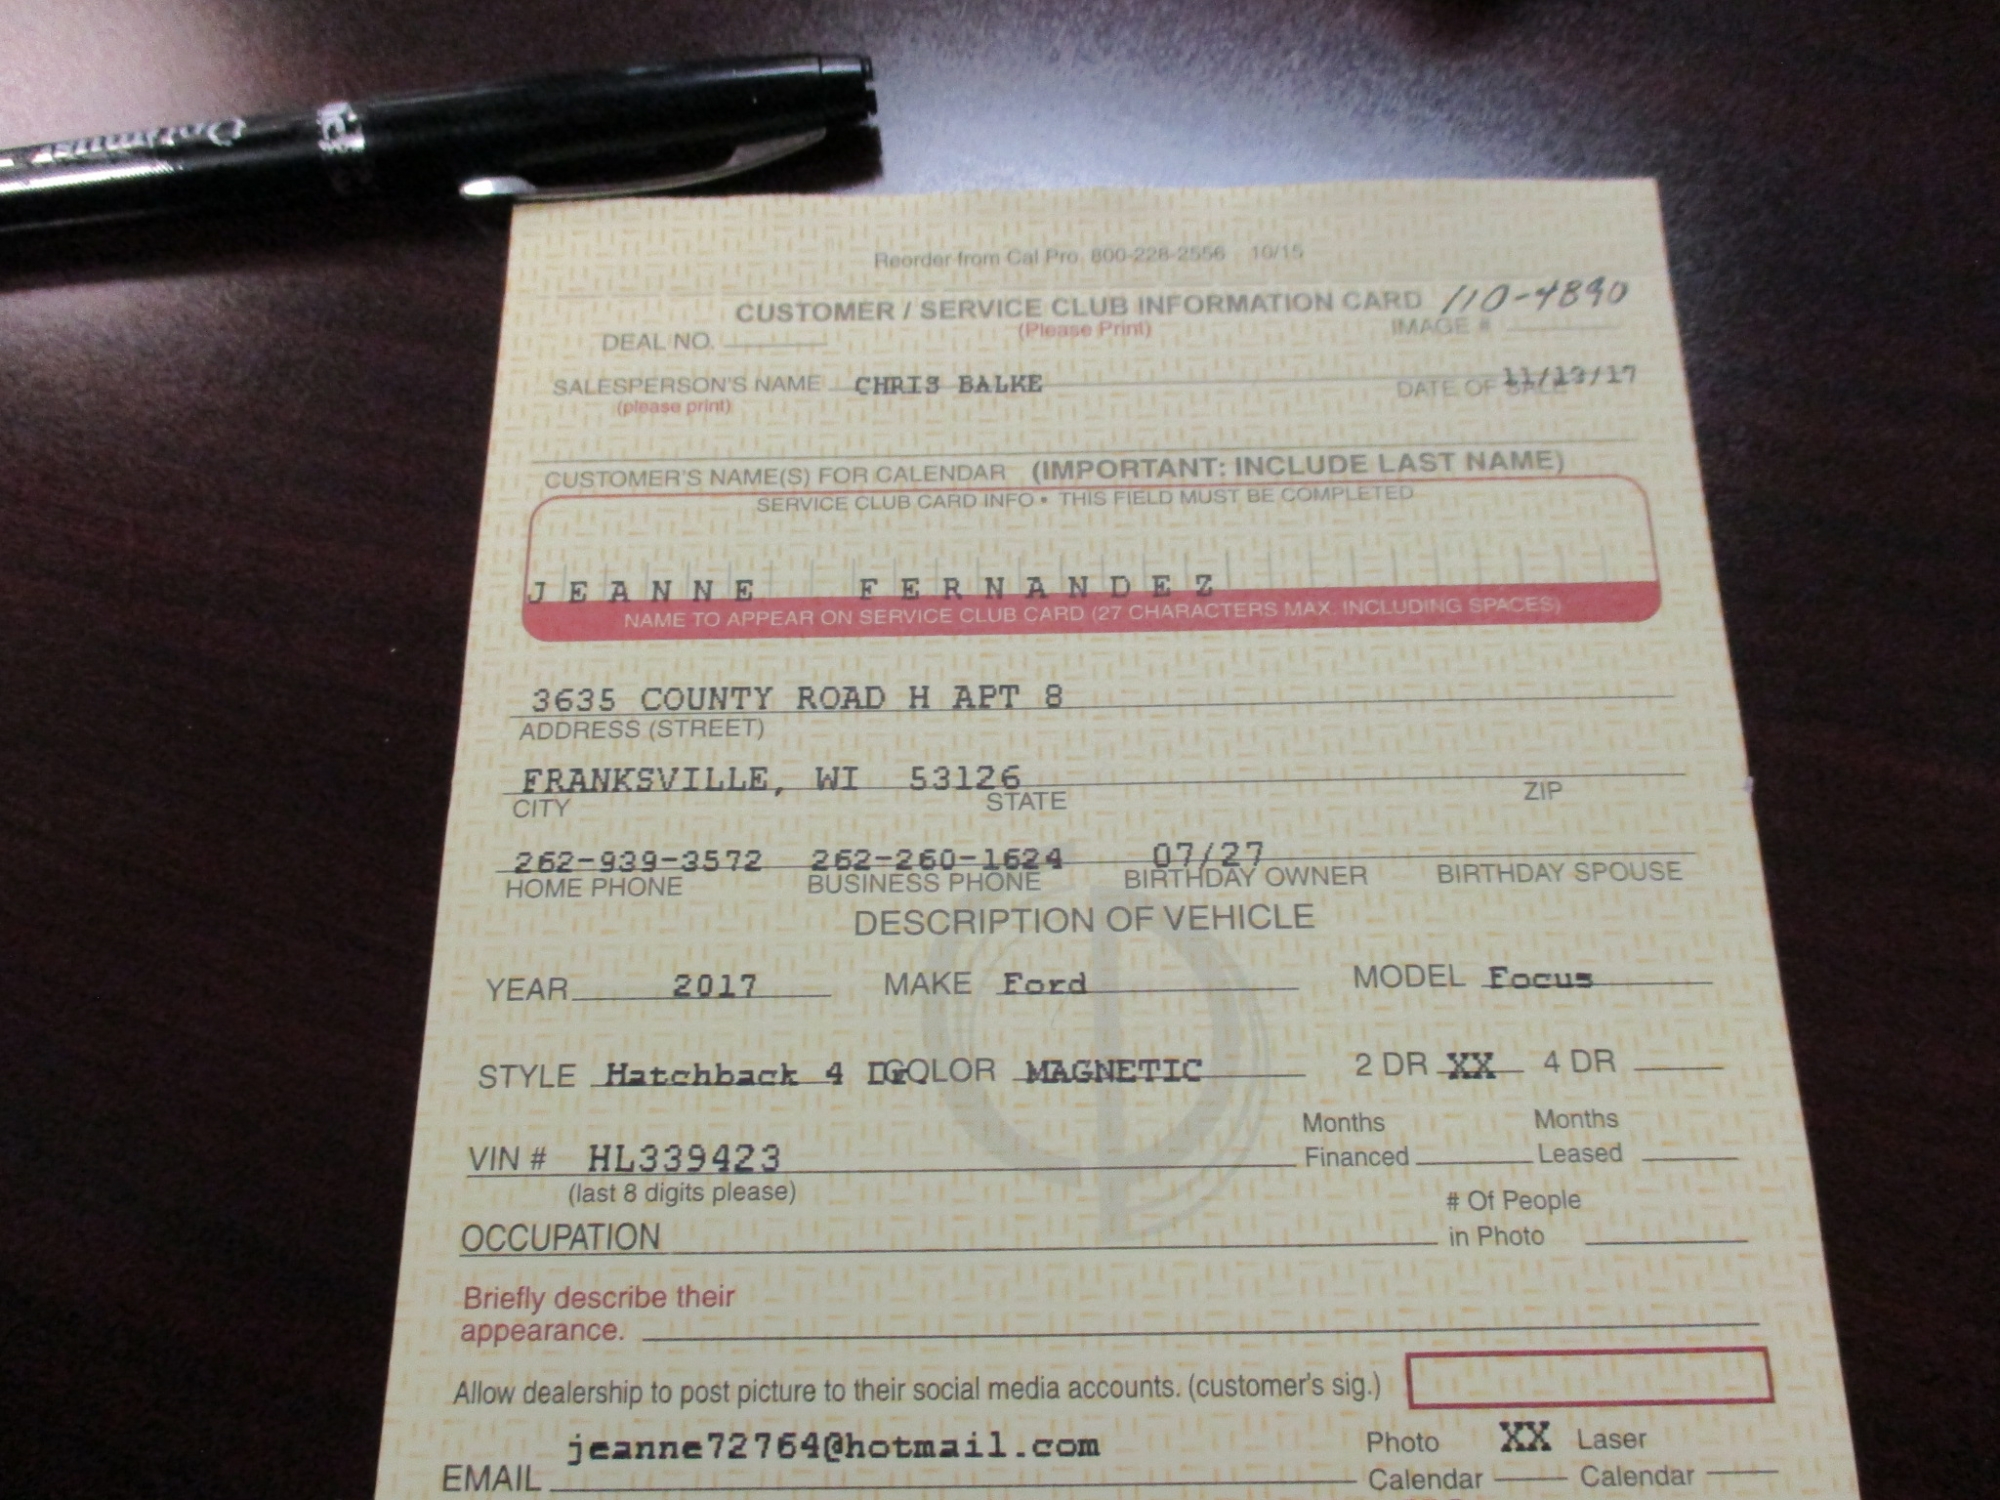 Optimus
Reorder from Cal Pro 800-228-2556 10/15
CUSTOMER / SERVICE CLUB INFORMATION CARD 110-4890
(Please Print)
DEAL NO. IMAGE #
SALESPERSON'S NAME CHRIS BALKE DATE OF SALE 11/13/17
(please print)
CUSTOMER'S NAME(S) FOR CALENDAR (IMPORTANT: INCLUDE LAST NAME)
SERVICE CLUB CARD INFO • THIS FIELD MUST BE COMPLETED
JEANNE FERNANDEZ
NAME TO APPEAR ON SERVICE CLUB CARD (27 CHARACTERS MAX. INCLUDING SPACES)
3635 COUNTY ROAD H APT 8
ADDRESS (STREET)
FRANKSVILLE, WI 53126
CITY STATE ZIP
262-939-3572 262-260-1624 07/27
HOME PHONE BUSINESS PHONE BIRTHDAY OWNER BIRTHDAY SPOUSE
DESCRIPTION OF VEHICLE
YEAR 2017 MAKE Ford MODEL Focus
STYLE Hatchback 4 Dr COLOR MAGNETIC 2 DR XX 4 DR
VIN # HL339423 Months Financed Months Leased
(last 8 digits please)
OCCUPATION # Of People in Photo
Briefly describe their
appearance.
Allow dealership to post picture to their social media accounts. (customer's sig.)
jeanne72764@hotmail.com
EMAIL Photo Calendar XX Laser Calendar